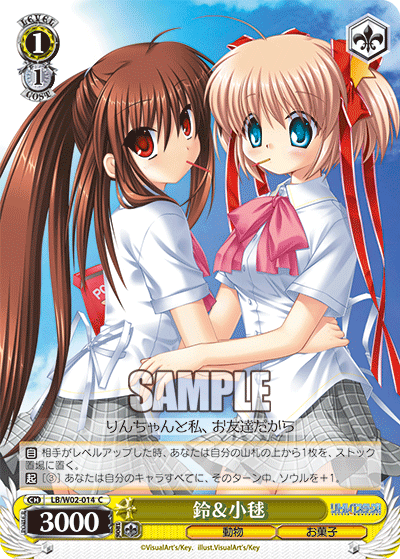 LEVEL
1
1
COST
PO
SAMPLE
りんちゃんと私、お友達だから
自 相手がレベルアップした時、あなたは自分の山札の上から1枚を、ストック
置場に置く。
起 [③] あなたは自分のキャラすべてに、そのターン中、ソウルを+1。
CH LB/W02-014 C
3000
鈴&小毬
動物 お菓子
©VisualArt's/Key. illust.VisualArt's/Key.